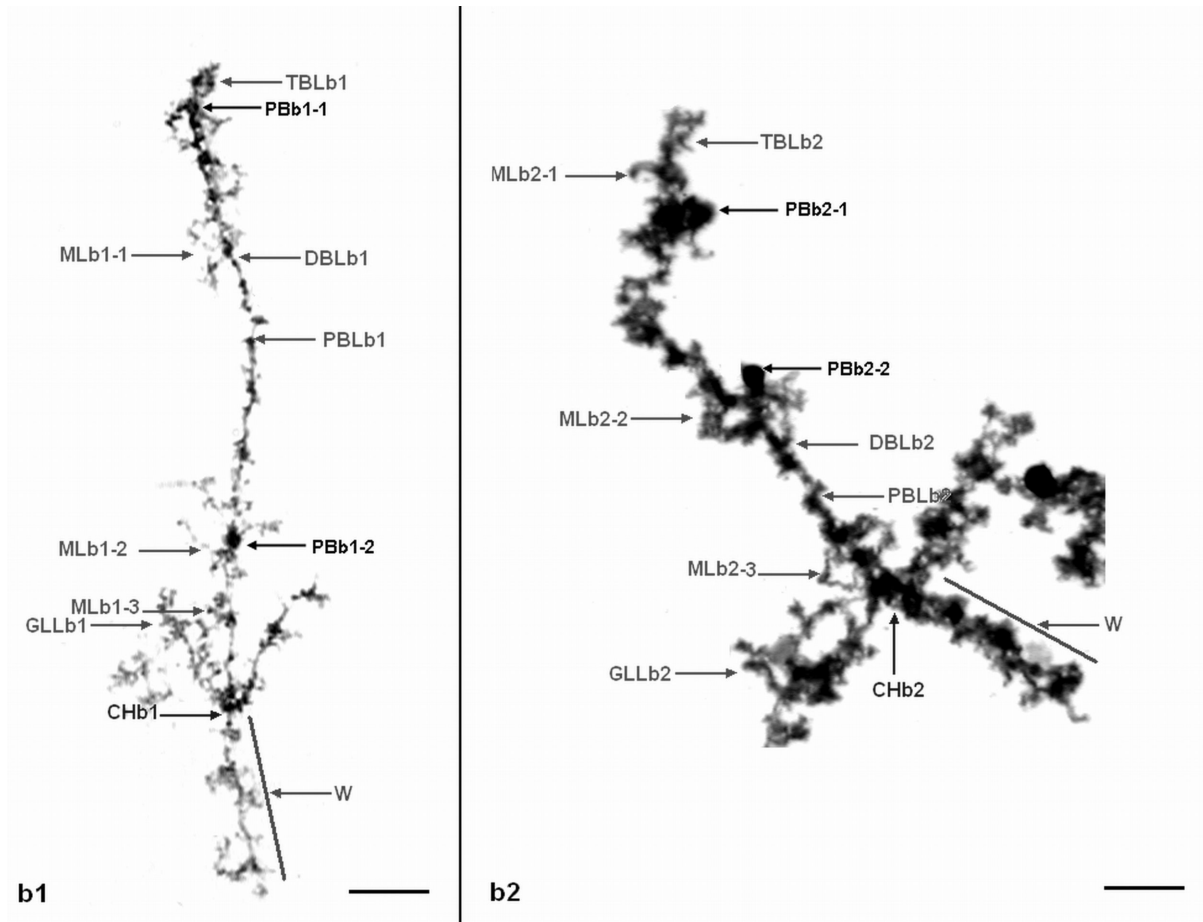 TBLb1
PBb1-1
MLb1-1
DBLb1
PBLb1
MLb1-2
PBb1-2
MLb1-3
GLLb1
CHb1
W
b1
TBLb2
MLb2-1
PBb2-1
PBb2-2
MLb2-2
DBLb2
PBLb2
MLb2-3
W
GLLb2
CHb2
b2